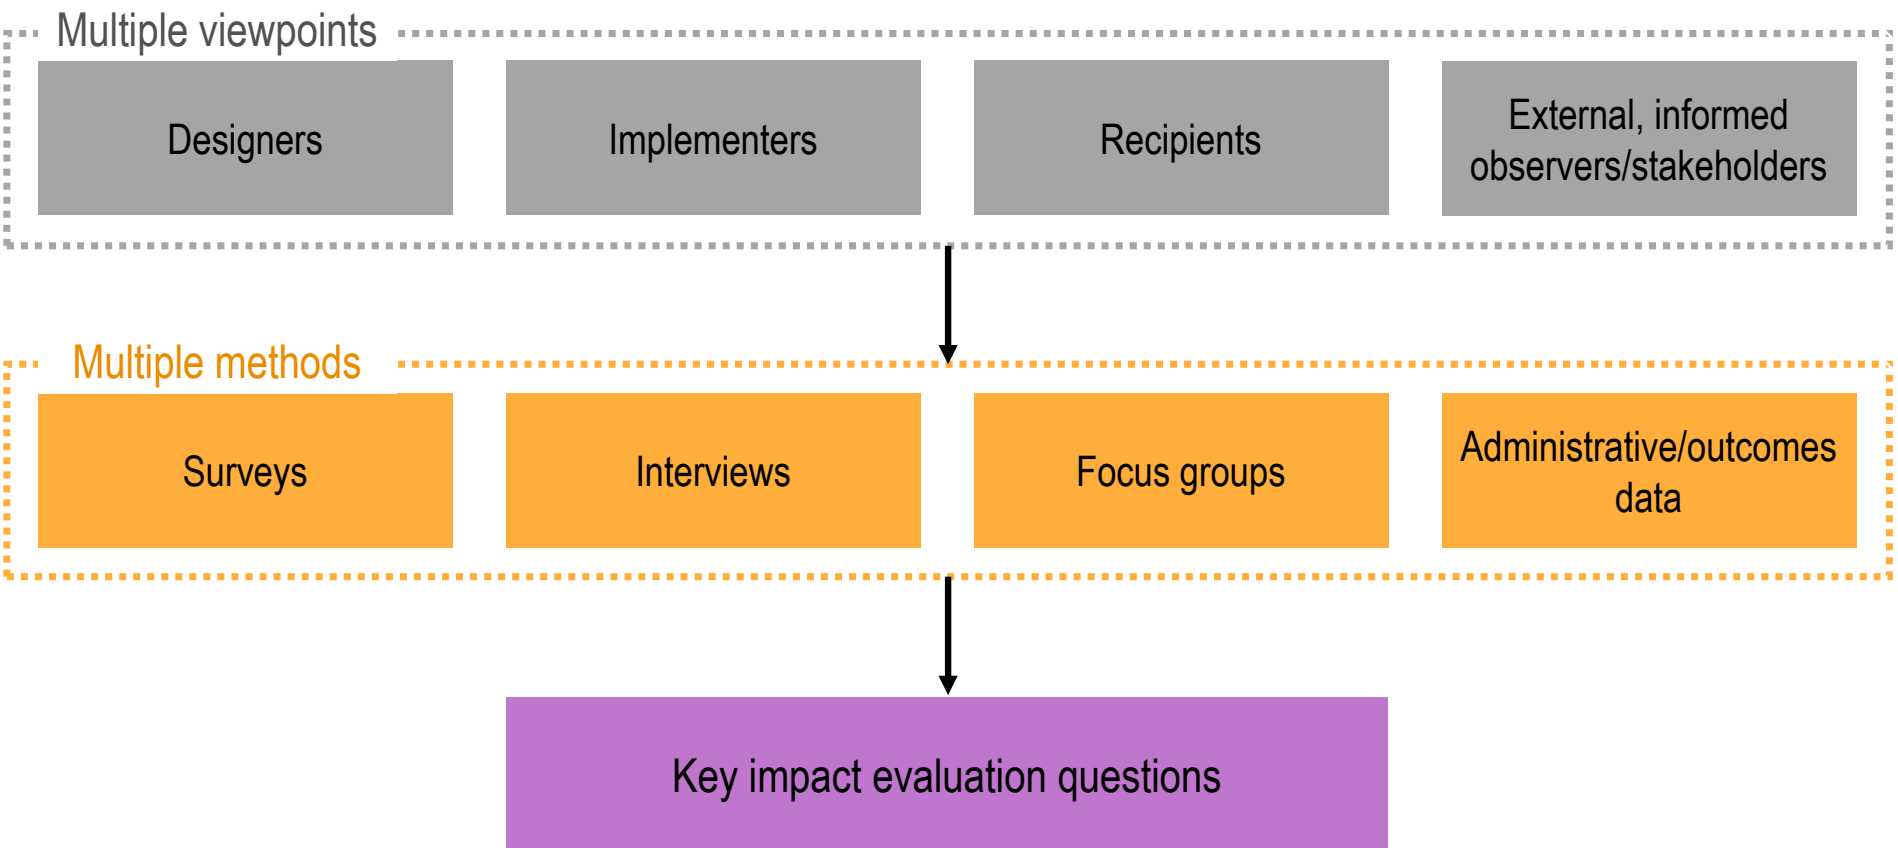 Multiple viewpoints
Designers
Implementers
Recipients
External, informed
observers/stakeholders
Multiple methods
Surveys
Interviews
Focus groups
Administrative/outcomes
data
Key impact evaluation questions